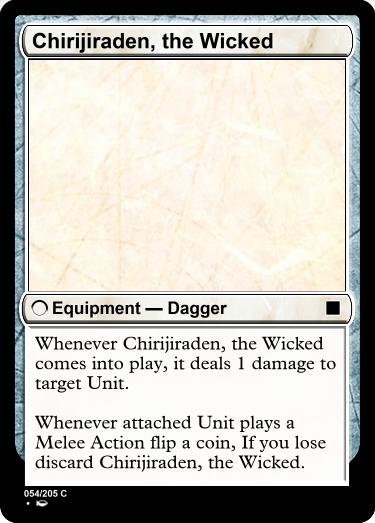 Chirijiraden, the Wicked
Equipment — Dagger
Whenever Chirijiraden, the Wicked
comes into play, it deals 1 damage to
target Unit.
Whenever attached Unit plays a
Melee Action flip a coin, If you lose
discard Chirijiraden, the Wicked.
054/205 C